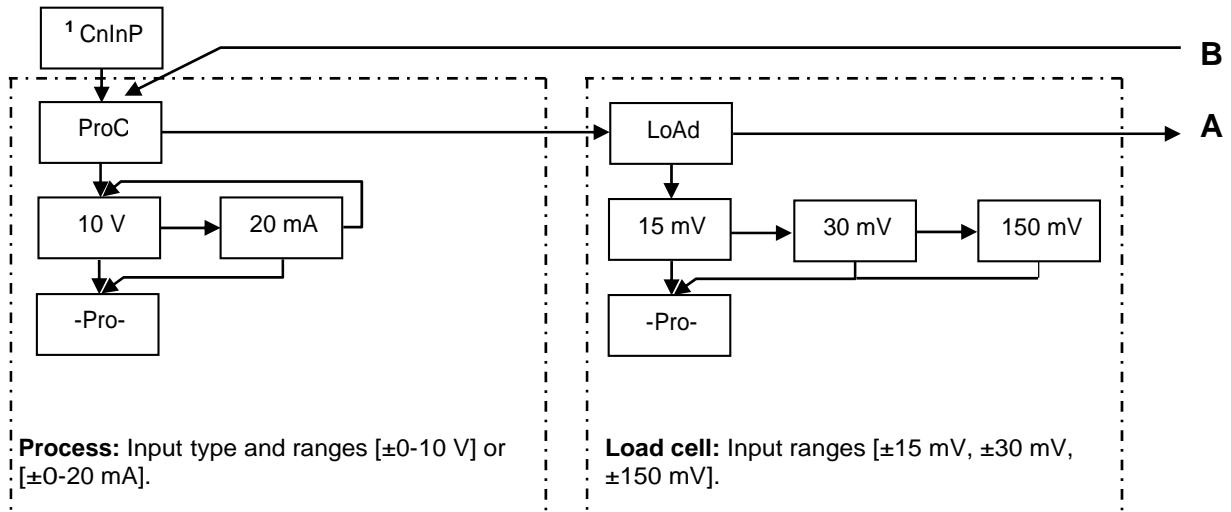 ¹ CnInP
B
ProC
LoAd
A
10 V
20 mA
15 mV
30 mV
150 mV
-Pro-
-Pro-
Process: Input type and ranges [±0-10 V] or
[±0-20 mA].
Load cell: Input ranges [±15 mV, ±30 mV,
±150 mV].